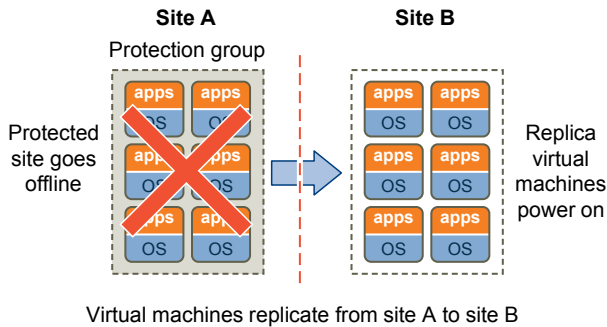 Site A
Site B
Protection group
apps apps
OS OS
apps apps
OS OS
apps apps
OS OS
Protected
site goes
offline
apps apps
OS OS
apps apps
OS OS
apps apps
OS OS
Replica
virtual
machines
power on
Virtual machines replicate from site A to site B